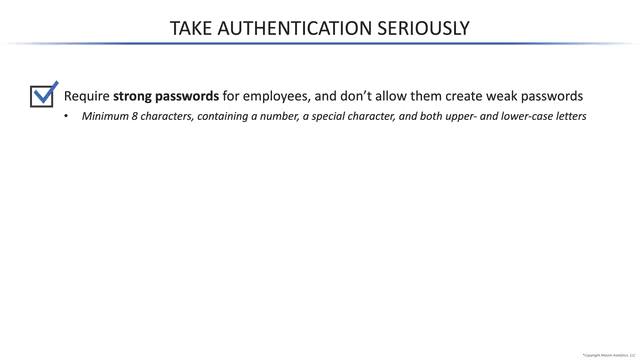 TAKE AUTHENTICATION SERIOUSLY
Require strong passwords for employees, and don’t allow them create weak passwords
• Minimum 8 characters, containing a number, a special character, and both upper- and lower-case letters